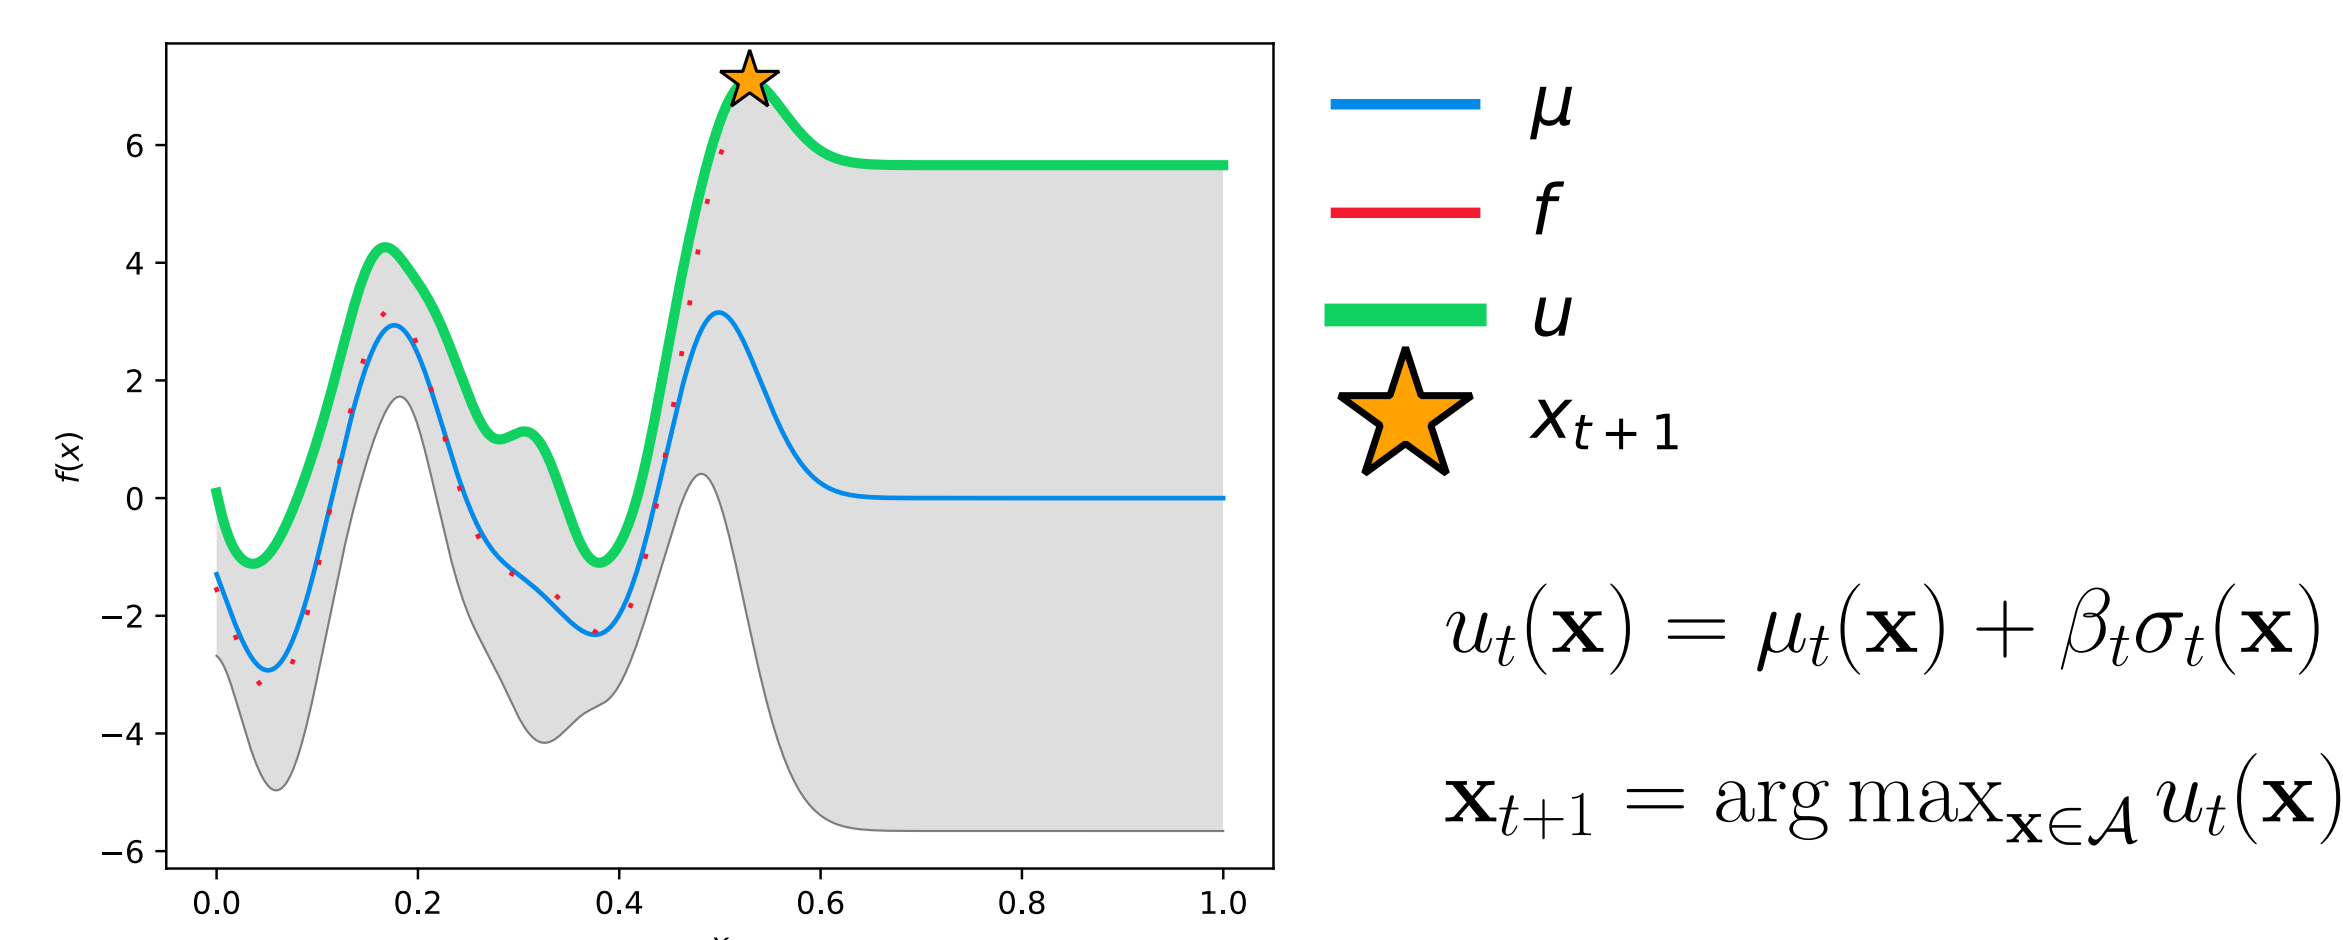 f(x)
6
4
2
0
−2
−4
−6
0.0 0.2 0.4 0.6 0.8 1.0
x
μ
f
u
x_{t+1}
u_t(𝐱) = μ_t(𝐱) + β_tσ_t(𝐱)
𝐱_{t+1} = arg max_{𝐱∈𝒜} u_t(𝐱)